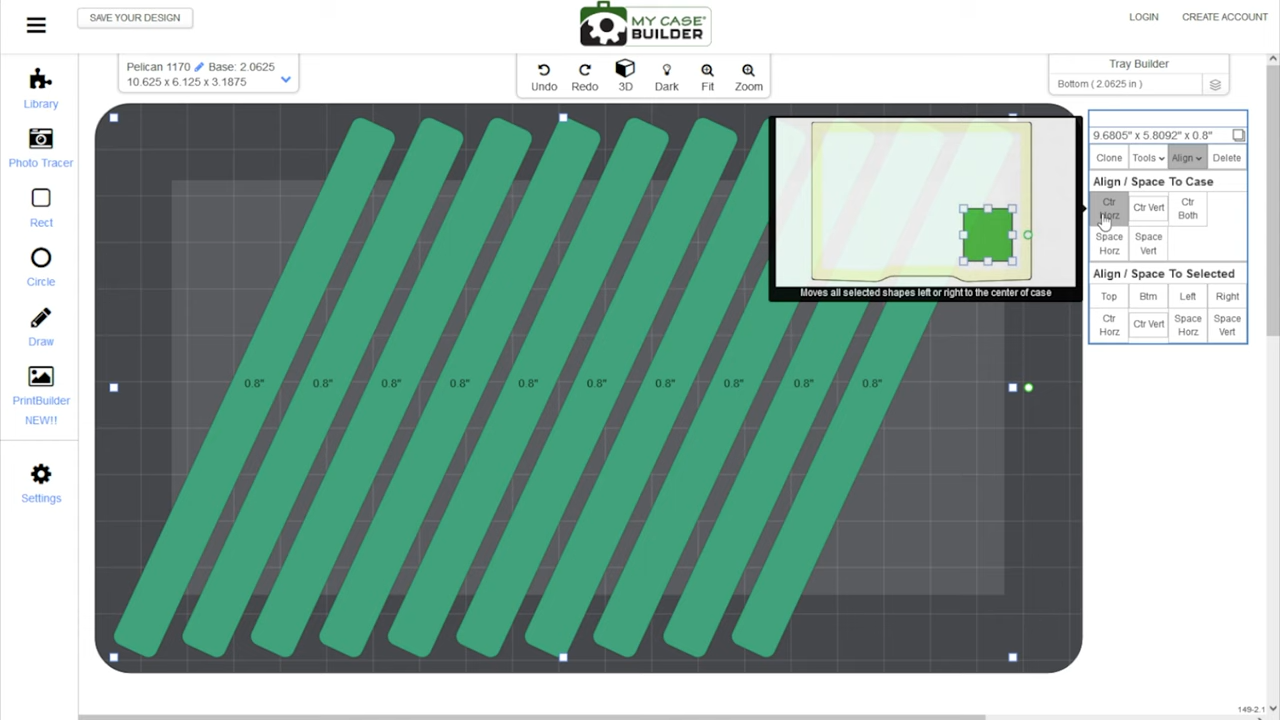 SAVE YOUR DESIGN
MY CASE®
BUILDER
LOGIN
CREATE ACCOUNT
Pelican 1170 Base: 2.0625
10.625 x 6.125 x 3.1875
Undo
Redo
3D
Dark
Fit
Zoom
Tray Builder
Bottom ( 2.0625 in )
Library
Photo Tracer
Rect
Circle
Draw
PrintBuilder
NEW!!
Settings
9.6805" x 5.8092" x 0.8"
Clone
Tools
Align
Delete
Align / Space To Case
Ctr
Horz
Ctr Vert
Ctr
Both
Space
Horz
Space
Vert
Align / Space To Selected
Top
Btm
Left
Right
Ctr
Horz
Ctr Vert
Space
Horz
Space
Vert
Moves all selected shapes left or right to the center of case
0.8" 0.8" 0.8" 0.8" 0.8" 0.8" 0.8" 0.8" 0.8" 0.8"
149-2.1